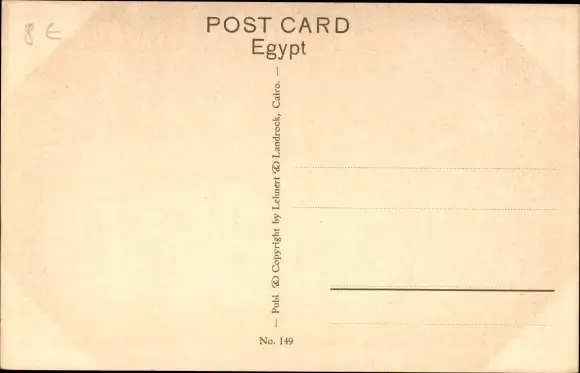 8 €
POST CARD
Egypt
— Publ & Copyright by Lehnert & Landrock, Cairo. —
No. 149